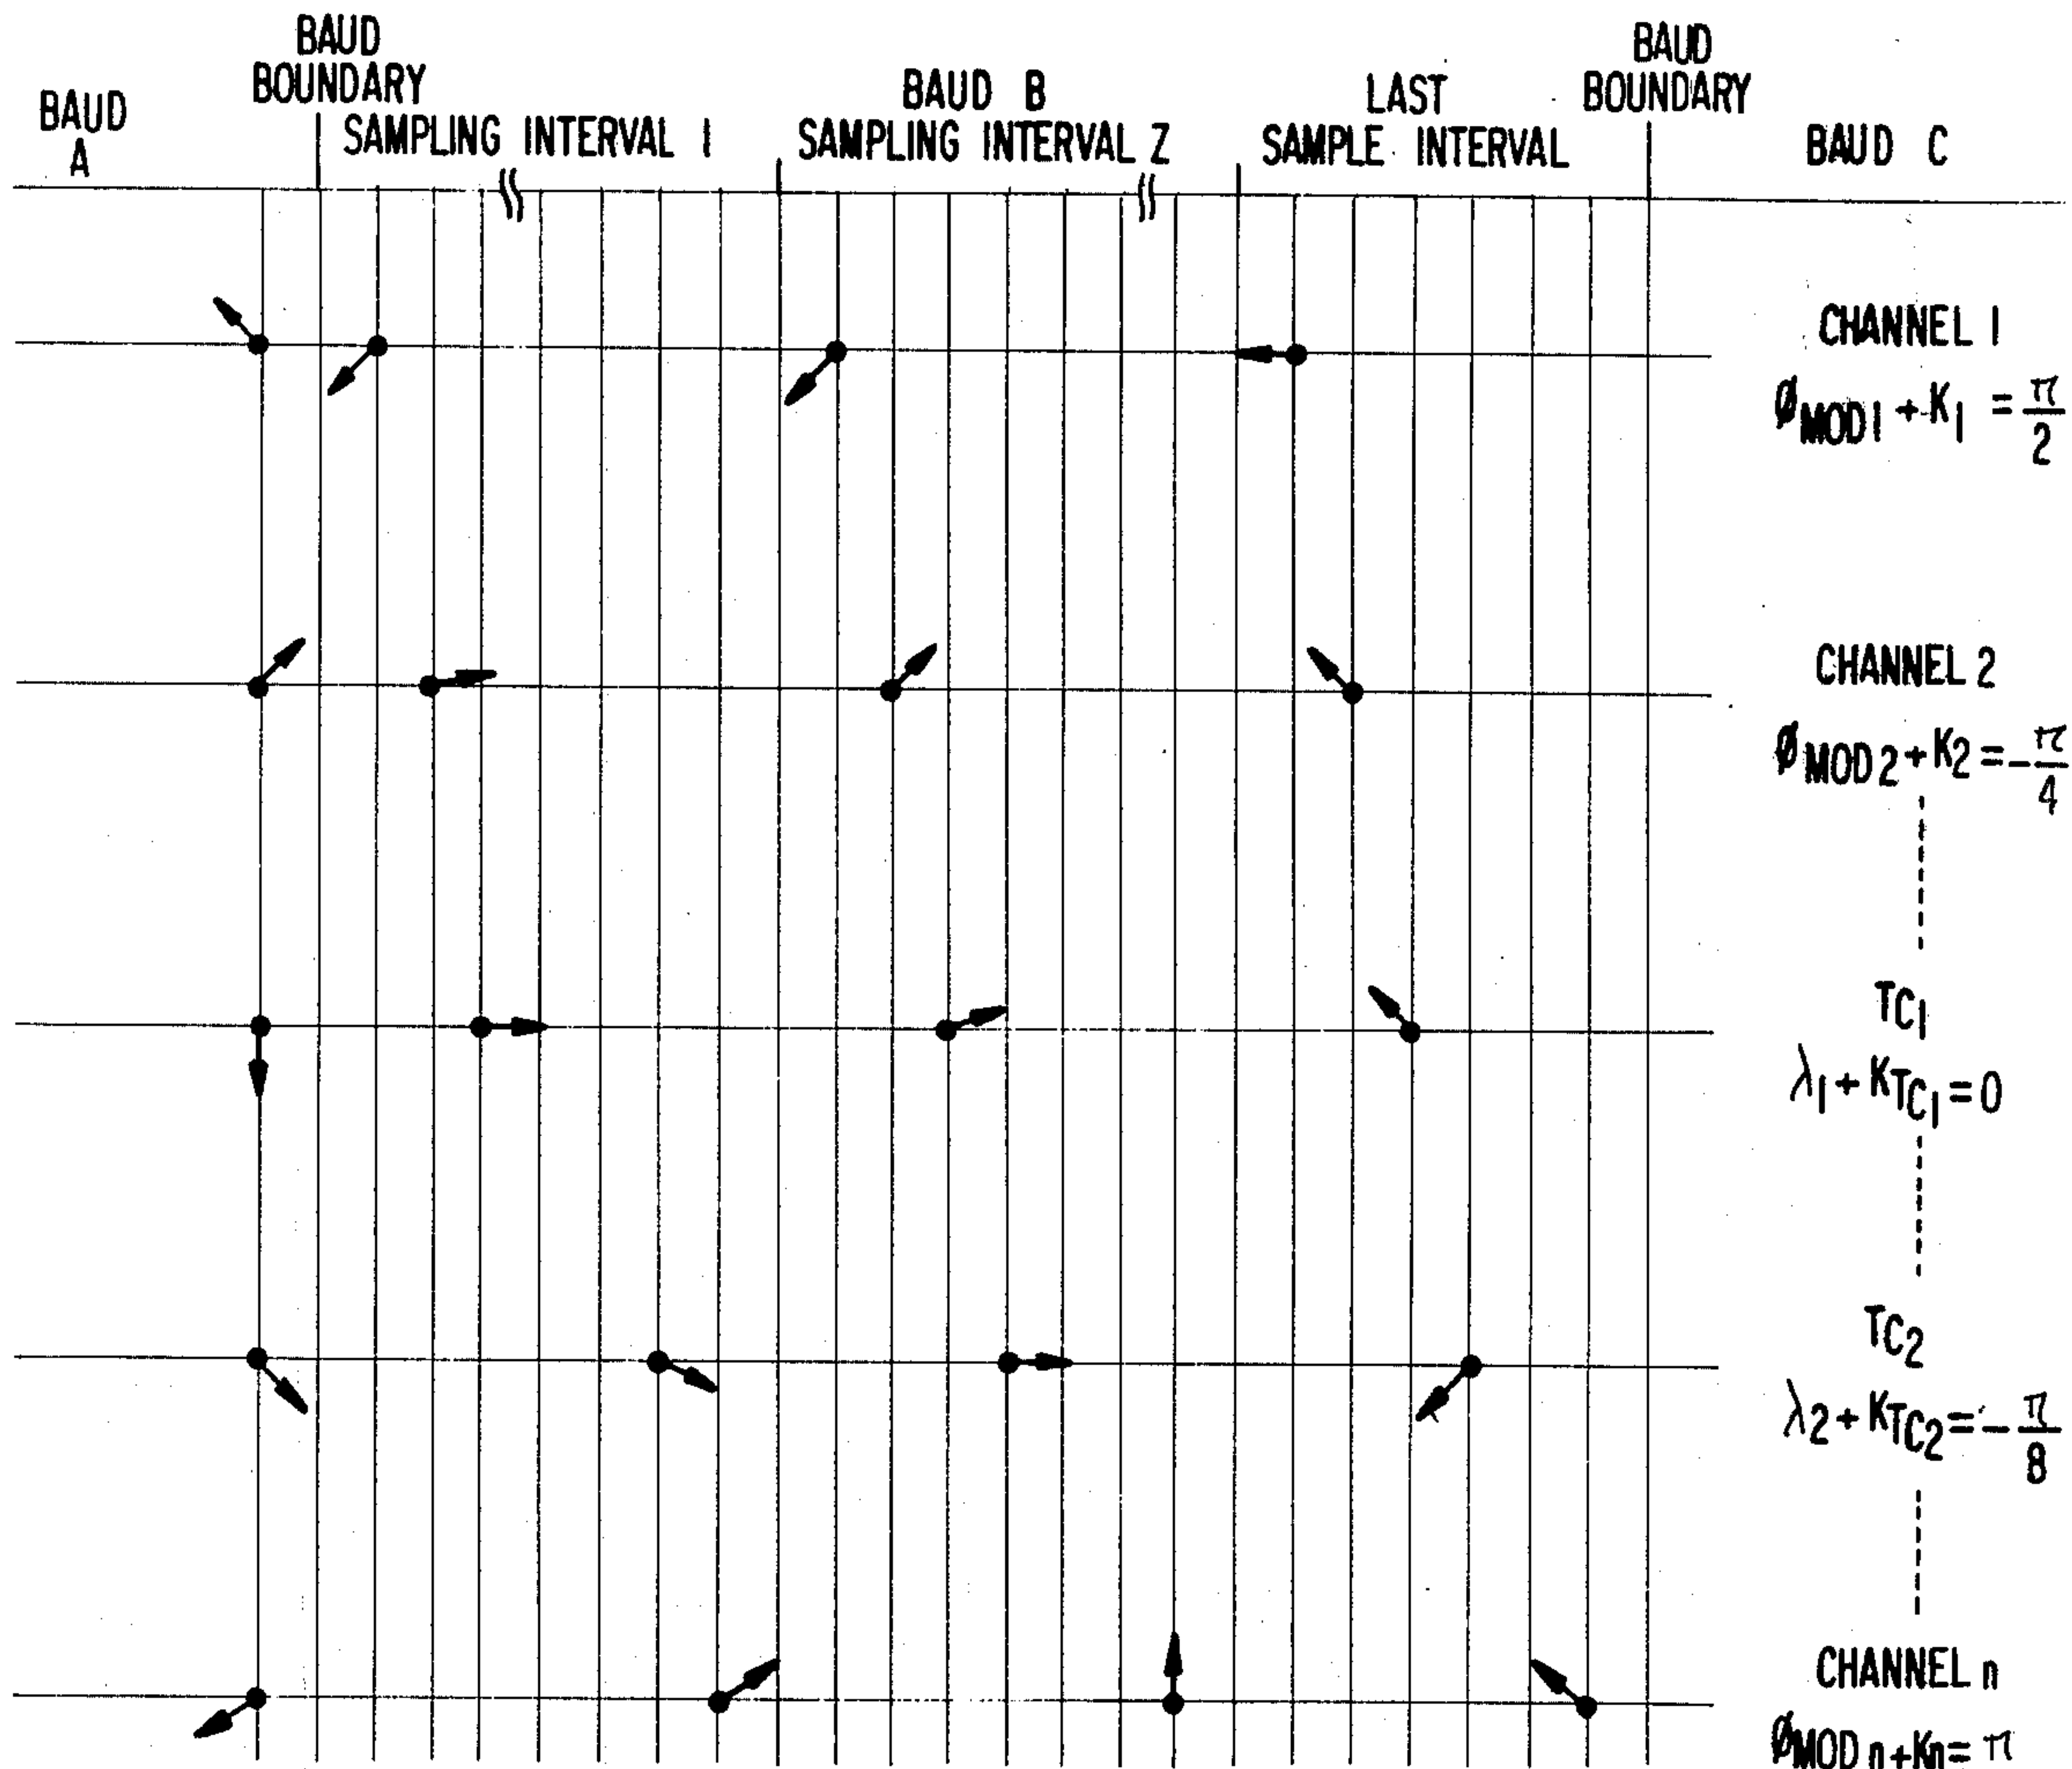 BAUD
A
BAUD
BOUNDARY
SAMPLING INTERVAL 1
BAUD B
SAMPLING INTERVAL Z
LAST
SAMPLE INTERVAL
BAUD
BOUNDARY
BAUD C
CHANNEL 1
ØMOD1 + K1 = π/2
CHANNEL 2
ØMOD2 + K2 = -π/4
TC1
λ1 + KTC1 = 0
TC2
λ2 + KTC2 = -π/8
CHANNEL n
ØMOD n + Kn = π